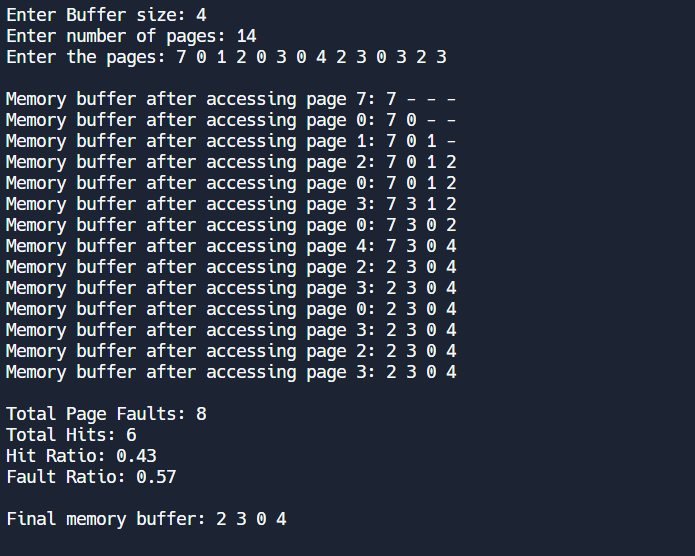 Enter Buffer size: 4
Enter number of pages: 14
Enter the pages: 7 0 1 2 0 3 0 4 2 3 0 3 2 3
Memory buffer after accessing page 7: 7 - - -
Memory buffer after accessing page 0: 7 0 - -
Memory buffer after accessing page 1: 7 0 1 -
Memory buffer after accessing page 2: 7 0 1 2
Memory buffer after accessing page 0: 7 0 1 2
Memory buffer after accessing page 3: 7 3 1 2
Memory buffer after accessing page 0: 7 3 0 2
Memory buffer after accessing page 4: 7 3 0 4
Memory buffer after accessing page 2: 2 3 0 4
Memory buffer after accessing page 3: 2 3 0 4
Memory buffer after accessing page 0: 2 3 0 4
Memory buffer after accessing page 3: 2 3 0 4
Memory buffer after accessing page 2: 2 3 0 4
Memory buffer after accessing page 3: 2 3 0 4
Total Page Faults: 8
Total Hits: 6
Hit Ratio: 0.43
Fault Ratio: 0.57
Final memory buffer: 2 3 0 4